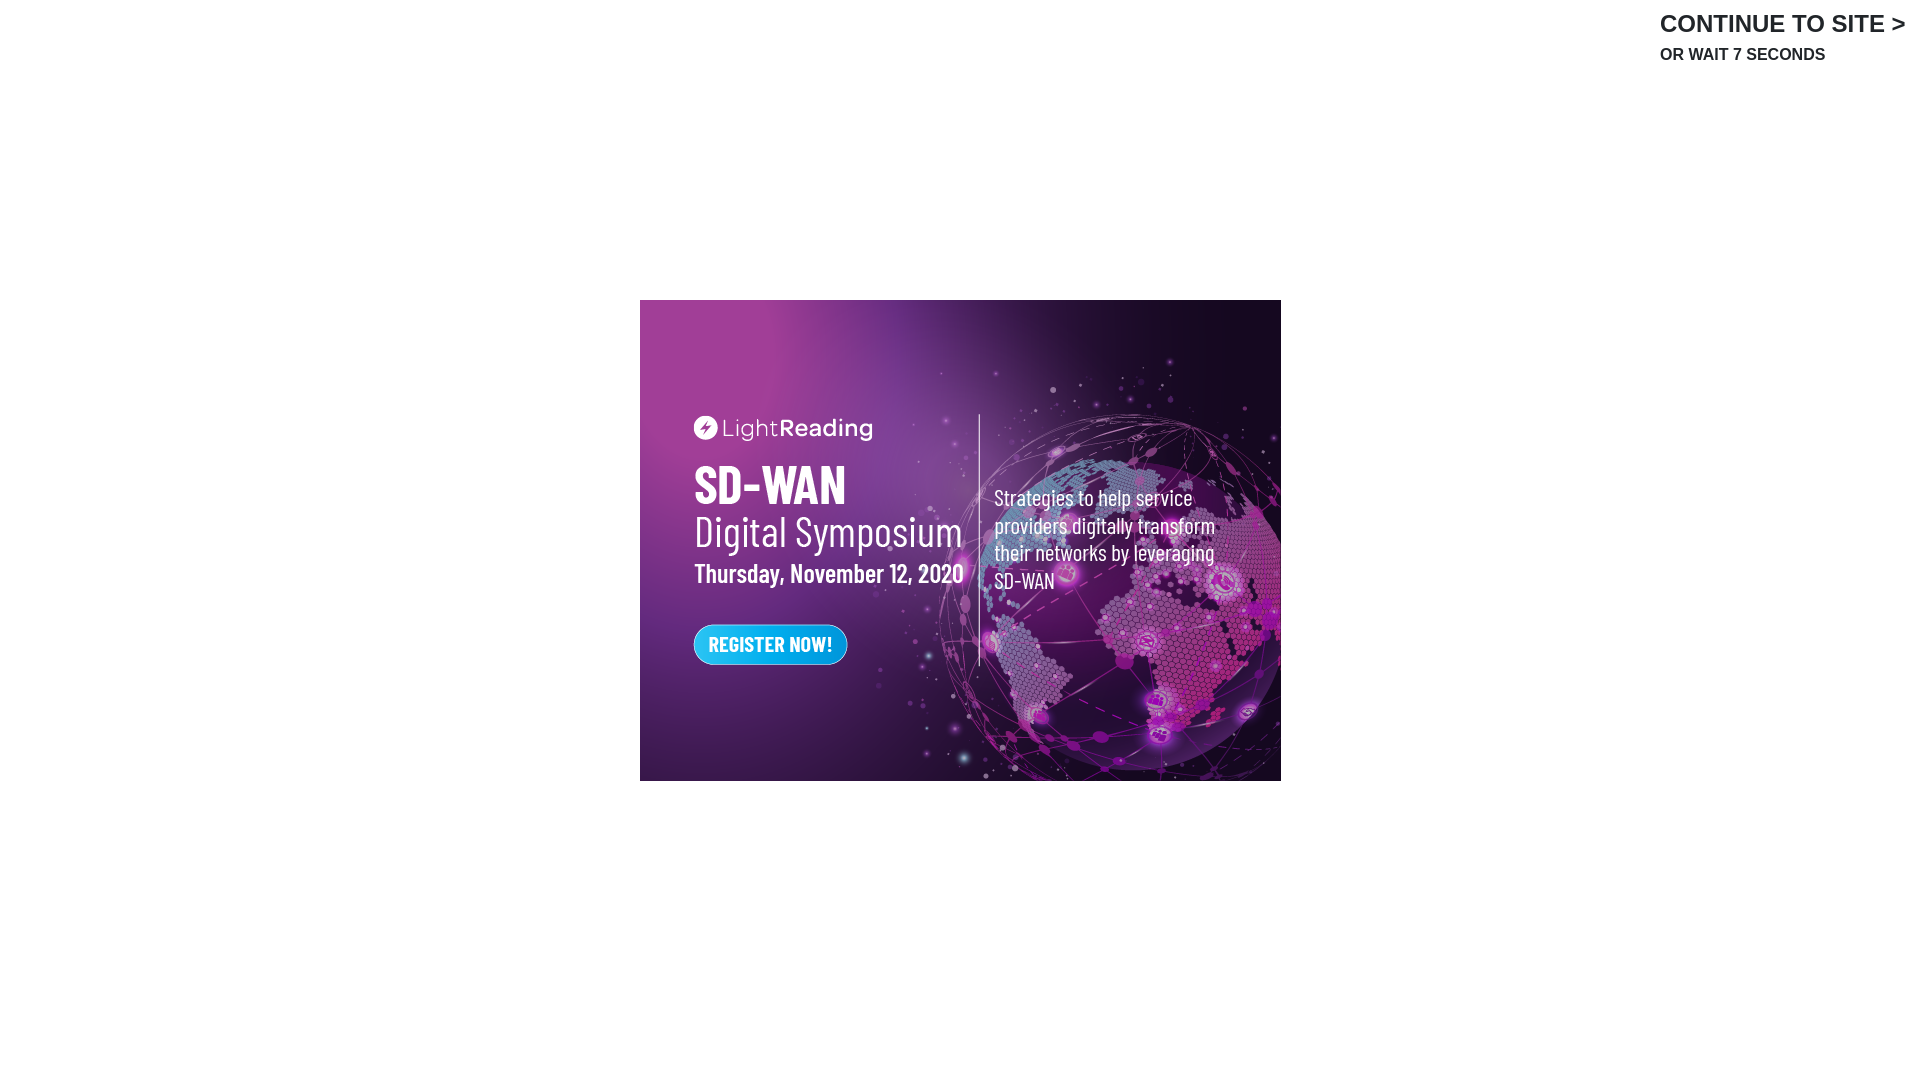 CONTINUE TO SITE >
OR WAIT 7 SECONDS
LightReading
SD-WAN
Digital Symposium
Thursday, November 12, 2020
REGISTER NOW!
Strategies to help service
providers digitally transform
their networks by leveraging
SD-WAN